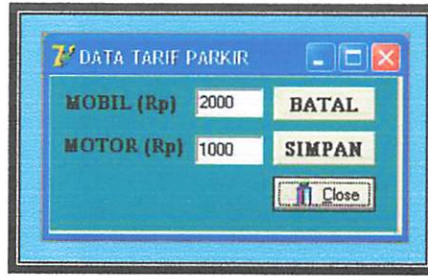 DATA TARIF PARKIR
MOBIL (Rp) 2000 BATAL
MOTOR (Rp) 1000 SIMPAN
Close